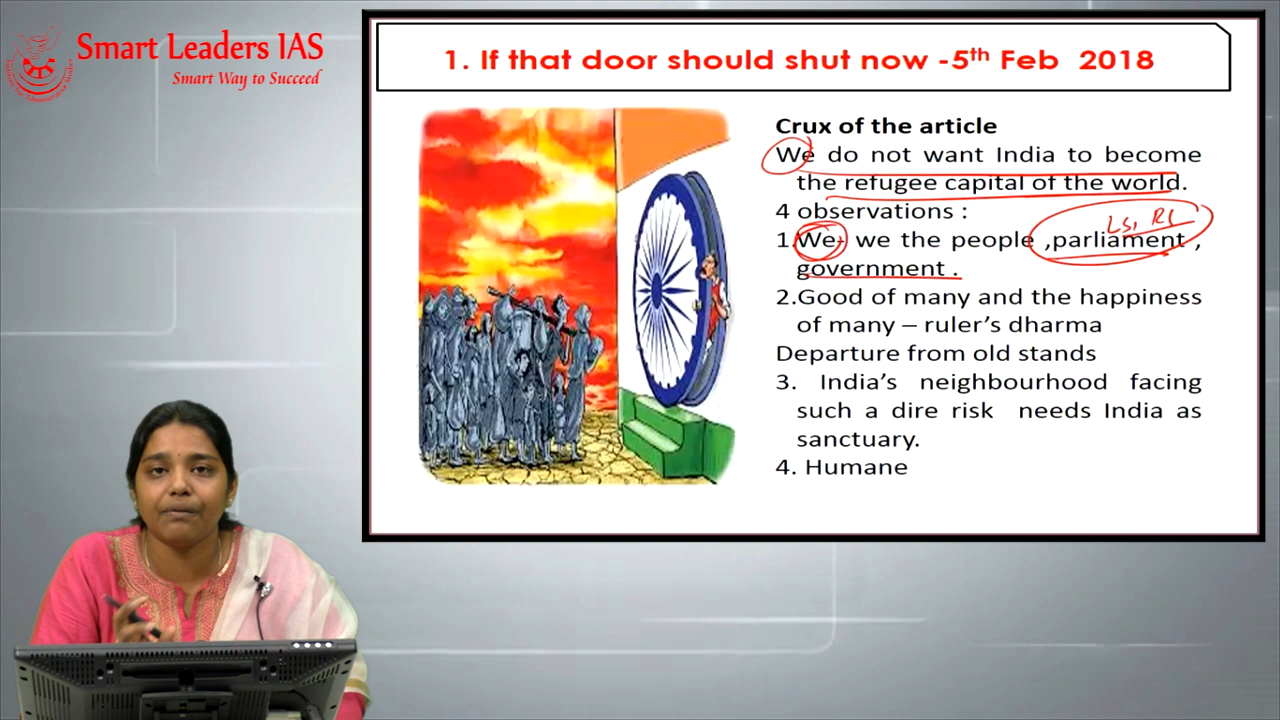 Smart Leaders IAS
Smart Way to Succeed
1. If that door should shut now -5th Feb 2018
Crux of the article
We do not want India to become
the refugee capital of the world.
4 observations :
LS, RS
1.We- we the people ,parliament ,
government .
2.Good of many and the happiness
of many – ruler's dharma
Departure from old stands
3. India's neighbourhood facing
such a dire risk needs India as
sanctuary.
4. Humane